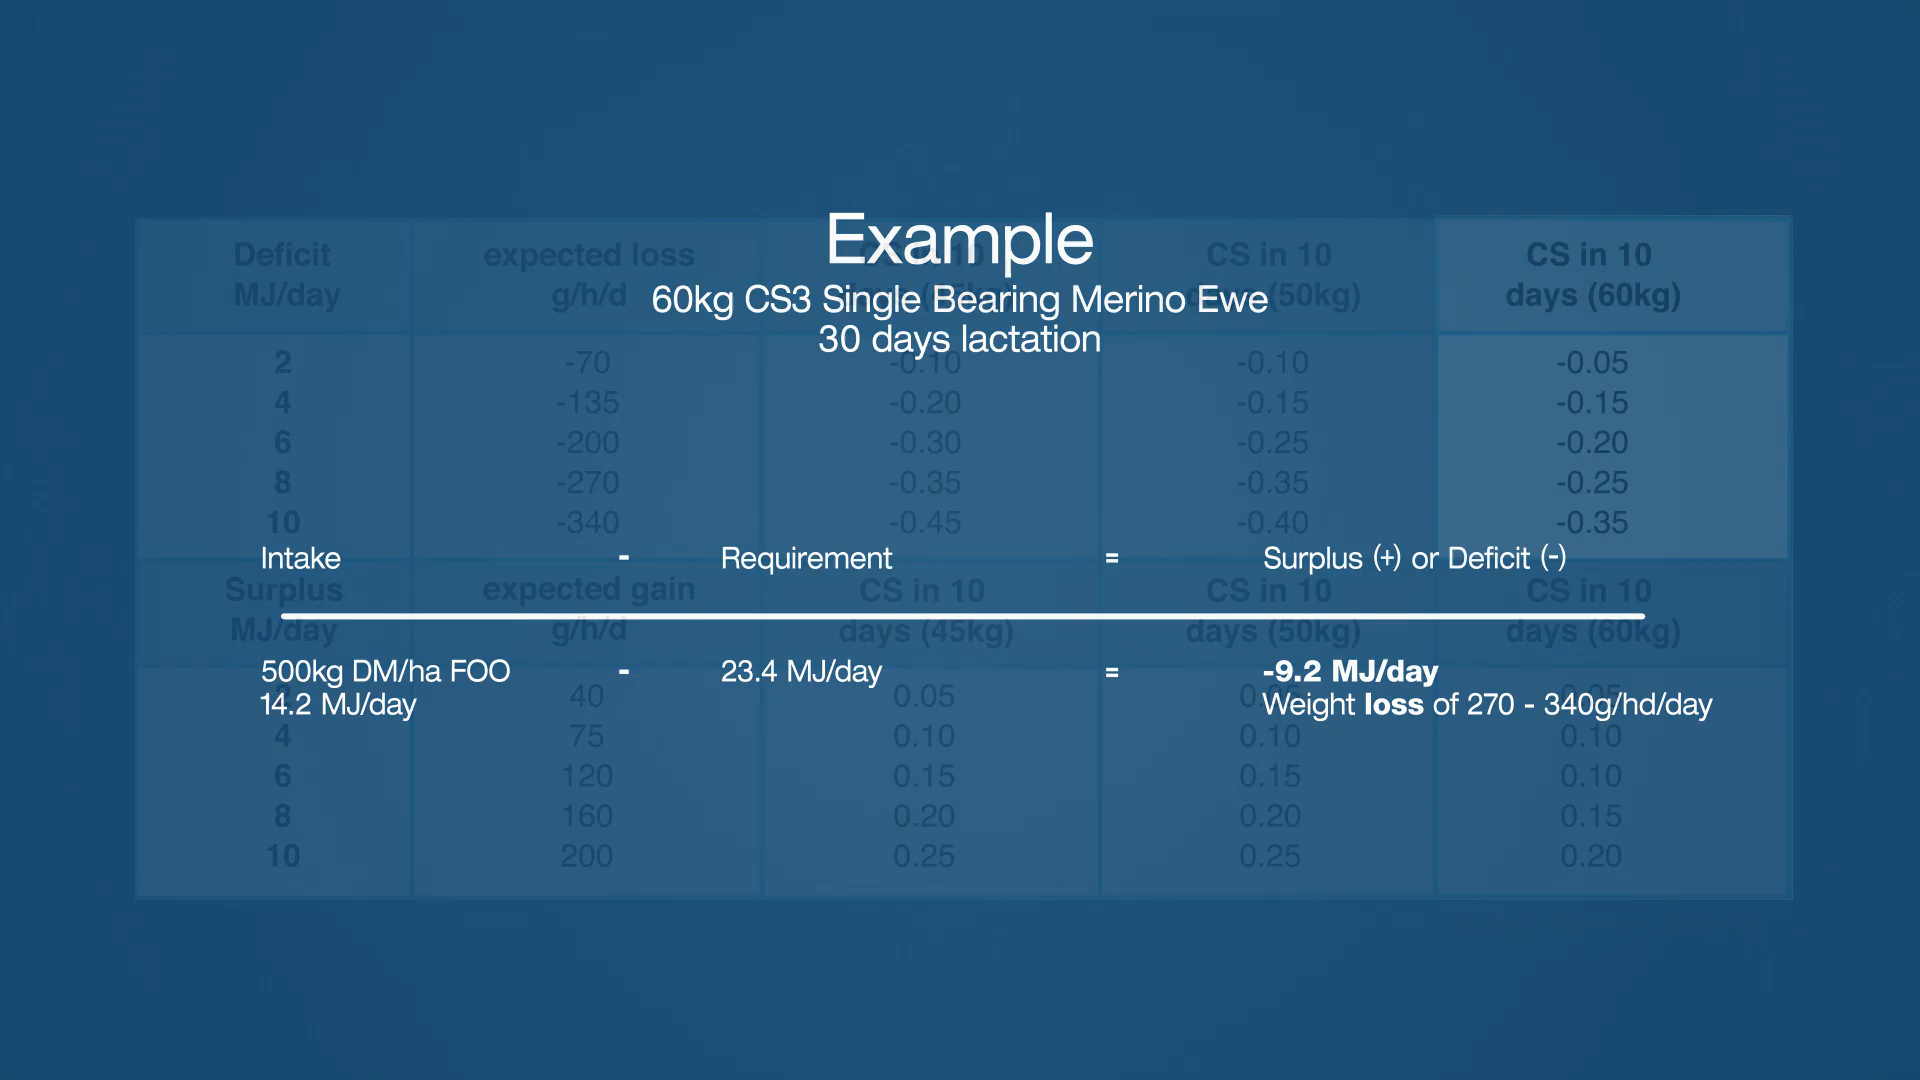 Example
60kg CS3 Single Bearing Merino Ewe
30 days lactation
Intake - Requirement = Surplus (+) or Deficit (-)
500kg DM/ha FOO - 23.4 MJ/day = -9.2 MJ/day
14.2 MJ/day Weight loss of 270 - 340g/hd/day
Deficit expected loss CS in 10 CS in 10
MJ/day g/h/d days (50kg) days (60kg)
2 -70 -0.10 -0.10 -0.05
4 -135 -0.20 -0.15 -0.15
6 -200 -0.30 -0.25 -0.20
8 -270 -0.35 -0.35 -0.25
10 -340 -0.45 -0.40 -0.35
Surplus expected gain CS in 10 CS in 10 CS in 10
MJ/day g/h/d days (45kg) days (50kg) days (60kg)
40 0.05 0.05
4 75 0.10 0.10 0.10
6 120 0.15 0.15 0.10
8 160 0.20 0.20 0.15
10 200 0.25 0.25 0.20